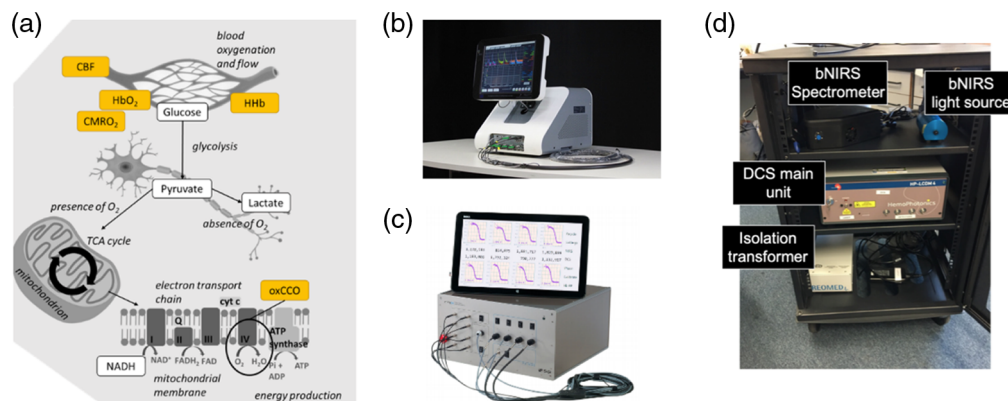 (a)
blood
oxygenation
and flow
CBF
HbO₂
HHb
CMRO₂
Glucose
glycolysis
Pyruvate
Lactate
presence of O₂
absence of O₂
TCA cycle
mitochondrion
electron transport
chain
cyt c
oxCCO
Q
I
II
III
IV
ATP
synthase
NADH
NAD⁺
FADH₂
FAD
O₂
H₂O
Pi +
ADP
ATP
mitochondrial
membrane
energy production
(b)
(c)
(d)
bNIRS
Spectrometer
bNIRS
light source
DCS main
unit
HemoPhotonics
Isolation
transformer